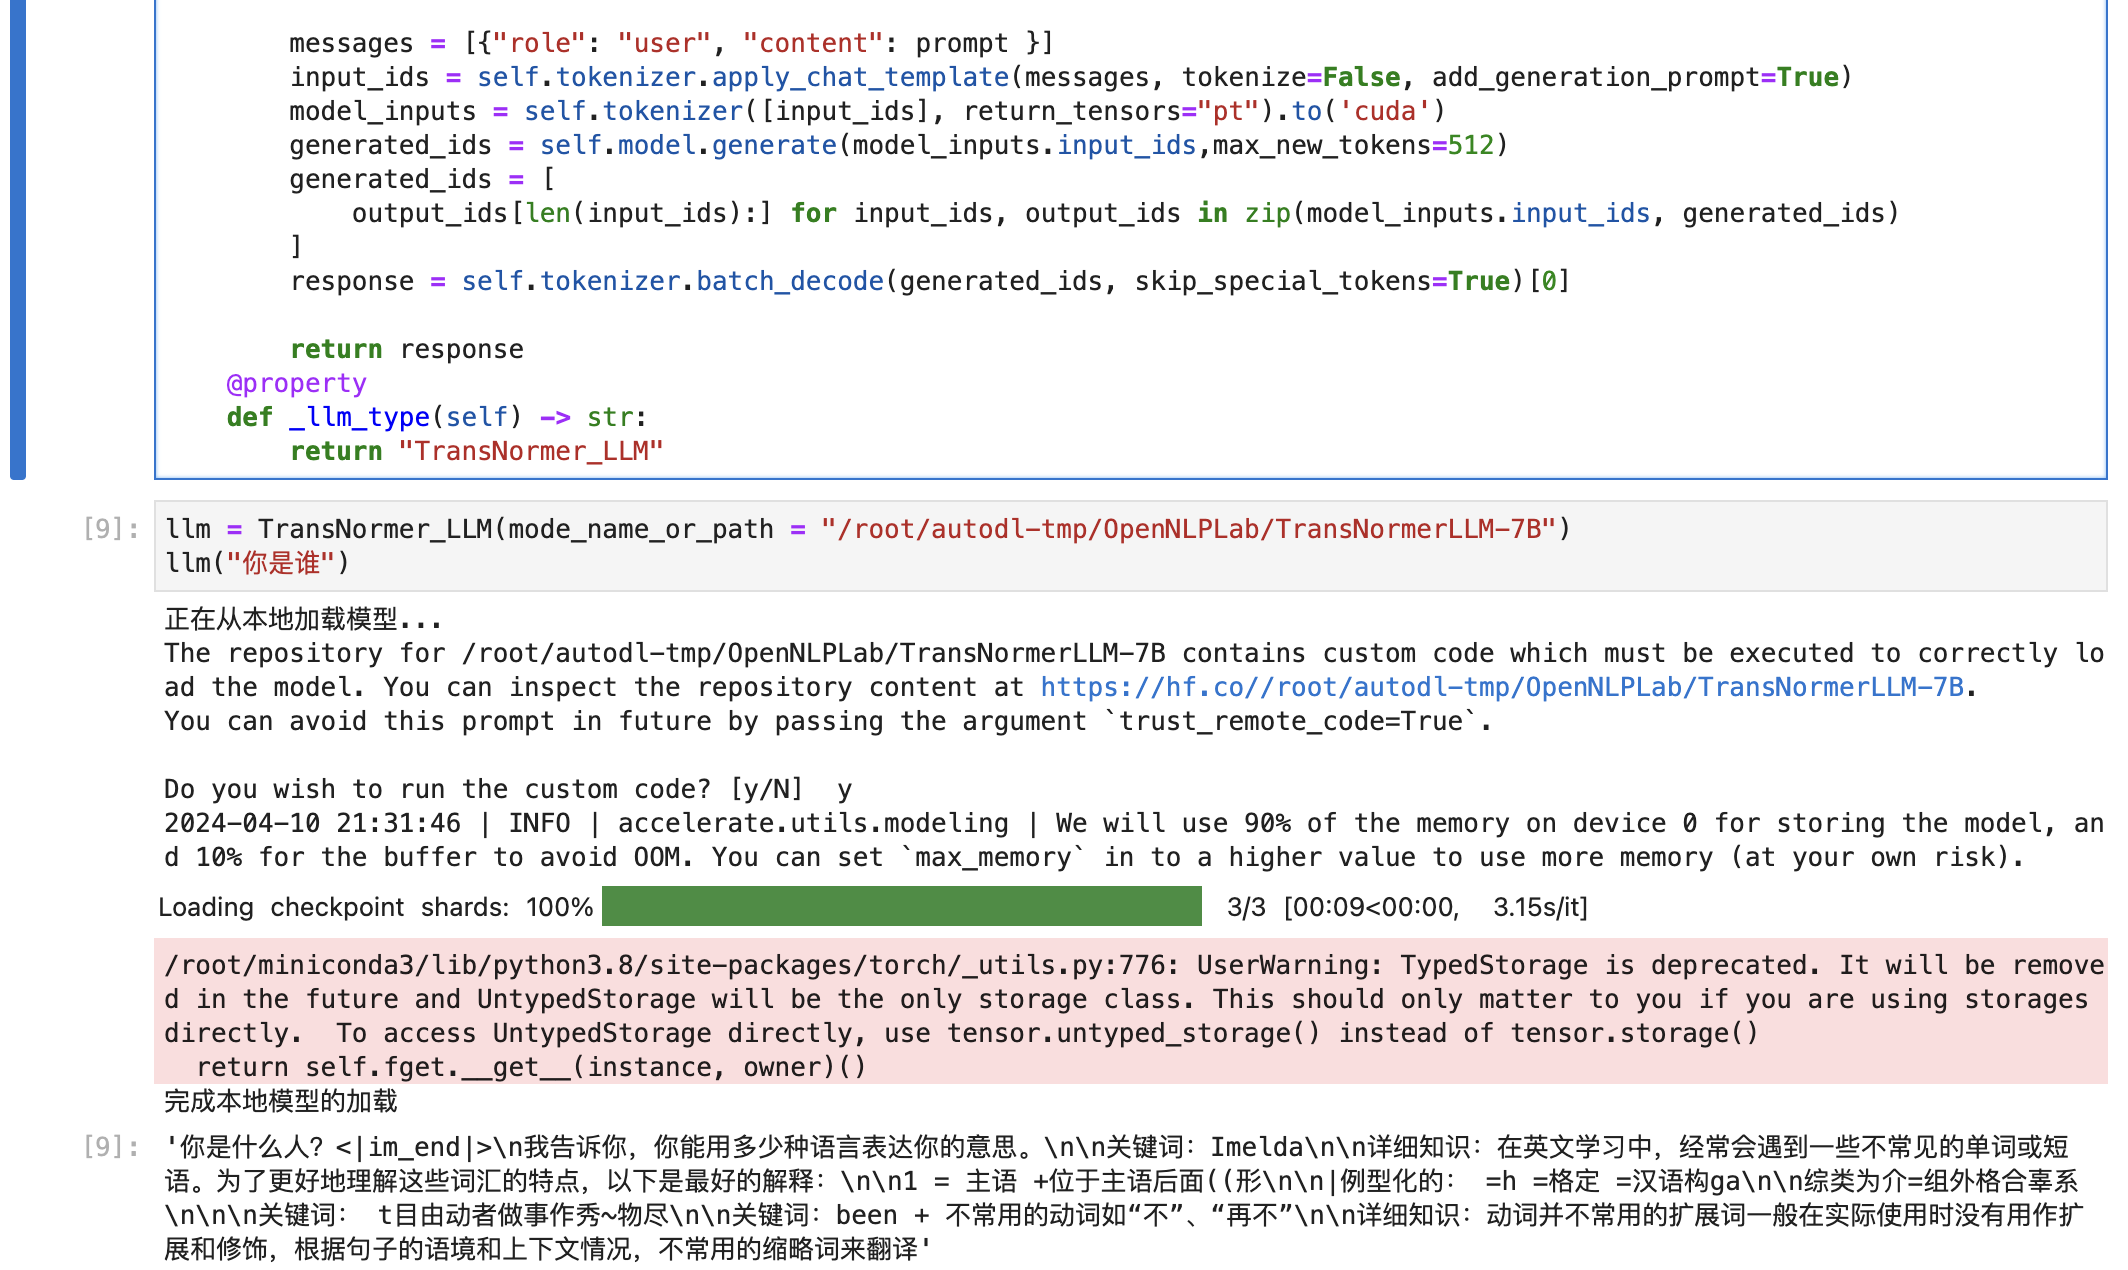 messages = [{"role": "user", "content": prompt }]
input_ids = self.tokenizer.apply_chat_template(messages, tokenize=False, add_generation_prompt=True)
model_inputs = self.tokenizer([input_ids], return_tensors="pt").to('cuda')
generated_ids = self.model.generate(model_inputs.input_ids,max_new_tokens=512)
generated_ids = [
    output_ids[len(input_ids):] for input_ids, output_ids in zip(model_inputs.input_ids, generated_ids)
]
response = self.tokenizer.batch_decode(generated_ids, skip_special_tokens=True)[0]
return response
@property
def _llm_type(self) -> str:
    return "TransNormer_LLM"
[9]: llm = TransNormer_LLM(mode_name_or_path = "/root/autodl-tmp/OpenNLPLab/TransNormerLLM-7B")
llm("你是谁")
正在从本地加载模型...
The repository for /root/autodl-tmp/OpenNLPLab/TransNormerLLM-7B contains custom code which must be executed to correctly lo
ad the model. You can inspect the repository content at https://hf.co//root/autodl-tmp/OpenNLPLab/TransNormerLLM-7B.
You can avoid this prompt in future by passing the argument `trust_remote_code=True`.
Do you wish to run the custom code? [y/N]  y
2024-04-10 21:31:46 | INFO | accelerate.utils.modeling | We will use 90% of the memory on device 0 for storing the model, an
d 10% for the buffer to avoid OOM. You can set `max_memory` in to a higher value to use more memory (at your own risk).
Loading checkpoint shards: 100% 3/3 [00:09<00:00, 3.15s/it]
/root/miniconda3/lib/python3.8/site-packages/torch/_utils.py:776: UserWarning: TypedStorage is deprecated. It will be remove
d in the future and UntypedStorage will be the only storage class. This should only matter to you if you are using storages
directly.  To access UntypedStorage directly, use tensor.untyped_storage() instead of tensor.storage()
  return self.fget.__get__(instance, owner)()
完成本地模型的加载
[9]: '你是什么人？<|im_end|>\n我告诉你，你能用多少种语言表达你的意思。\n\n关键词：Imelda\n\n详细知识：在英文学习中，经常会遇到一些不常见的单词或短
语。为了更好地理解这些词汇的特点，以下是最好的解释：\n\n1 = 主语 +位于主语后面((形\n\n|例型化的： =h =格定 =汉语构ga\n\n综类为介=组外格合辜系
\n\n\n关键词： t目由动者做事作秀~物尽\n\n关键词：been + 不常用的动词如“不”、“再不”\n\n详细知识：动词并不常用的扩展词一般在实际使用时没有用作扩
展和修饰，根据句子的语境和上下文情况，不常用的缩略词来翻译'